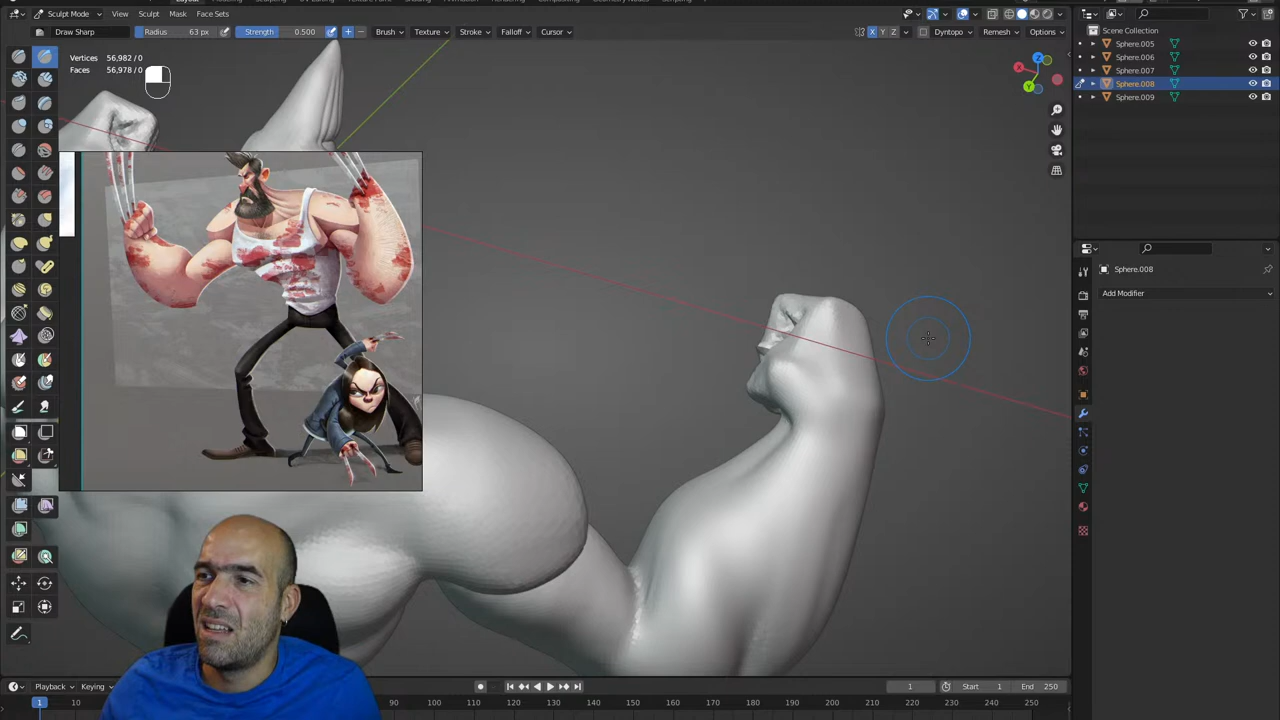 Sculpt Mode View Sculpt Mask Face Sets
Draw Sharp Radius 63 px Strength 0.500 Brush Texture Stroke Falloff Cursor X Y Z Dyntopo Remesh Options
Vertices 56,982 / 0
Faces 56,978 / 0
Z
X
Y
Scene Collection
Sphere.005
Sphere.006
Sphere.007
Sphere.008
Sphere.009
Sphere.008
Add Modifier
Playback Keying 1 Start 1 End 250
1 10 80 90 100 110 120 130 140 150 160 170 180 190 200 210 220 230 240 250